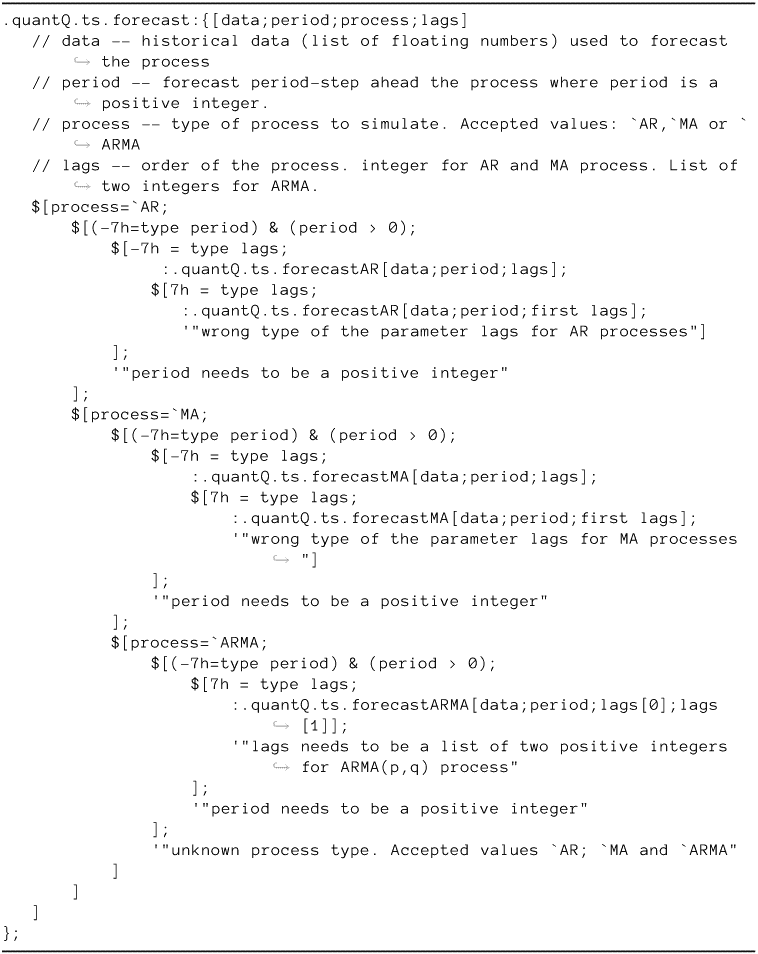 .quantQ.ts.forecast:{[data;period;process;lags]
// data -- historical data (list of floating numbers) used to forecast
↪ the process
// period -- forecast period-step ahead the process where period is a
↪ positive integer.
// process -- type of process to simulate. Accepted values: `AR,`MA or `
↪ ARMA
// lags -- order of the process. integer for AR and MA process. List of
↪ two integers for ARMA.
$[process=`AR;
$[(-7h=type period) & (period > 0);
$[-7h = type lags;
:.quantQ.ts.forecastAR[data;period;lags];
$[7h = type lags;
:.quantQ.ts.forecastAR[data;period;first lags];
'"wrong type of the parameter lags for AR processes"]
];
'"period needs to be a positive integer"
];
$[process=`MA;
$[(-7h=type period) & (period > 0);
$[-7h = type lags;
:.quantQ.ts.forecastMA[data;period;lags];
$[7h = type lags;
:.quantQ.ts.forecastMA[data;period;first lags];
'"wrong type of the parameter lags for MA processes
↪ "]
];
'"period needs to be a positive integer"
];
$[process=`ARMA;
$[(-7h=type period) & (period > 0);
$[7h = type lags;
:.quantQ.ts.forecastARMA[data;period;lags[0];lags
↪ [1]];
'"lags needs to be a list of two positive integers
↪ for ARMA(p,q) process"
];
'"period needs to be a positive integer"
];
'"unknown process type. Accepted values `AR; `MA and `ARMA"
]
]
]
};